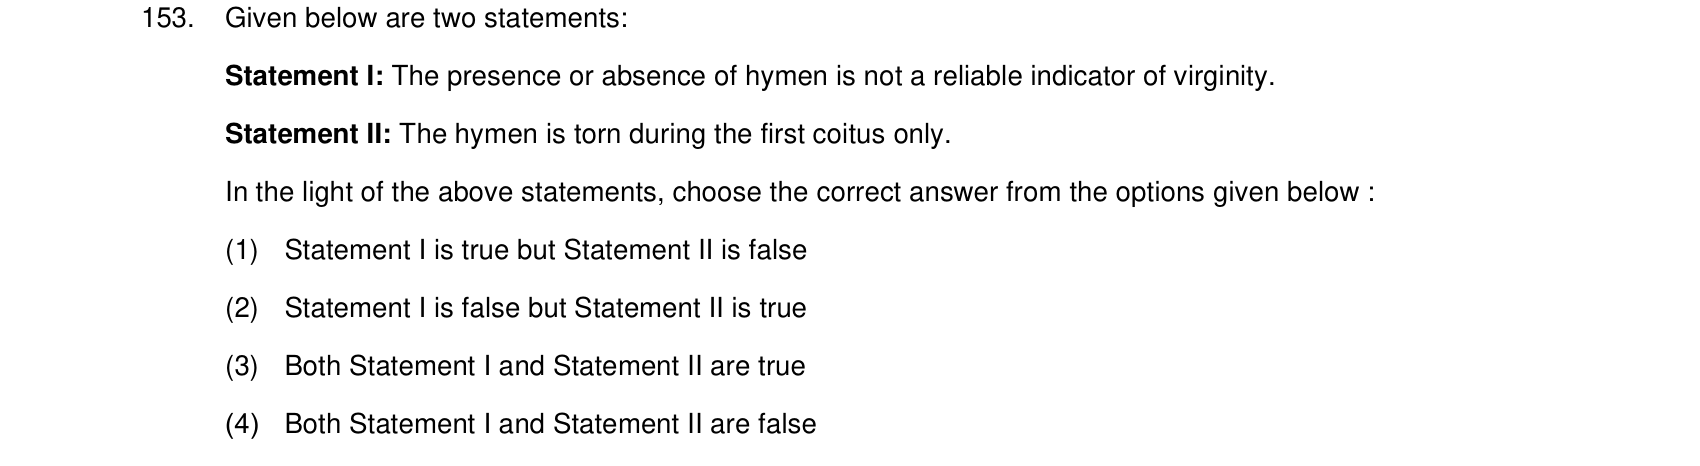 153. Given below are two statements:
Statement I: The presence or absence of hymen is not a reliable indicator of virginity.
Statement II: The hymen is torn during the first coitus only.
In the light of the above statements, choose the correct answer from the options given below :
(1) Statement I is true but Statement II is false
(2) Statement I is false but Statement II is true
(3) Both Statement I and Statement II are true
(4) Both Statement I and Statement II are false